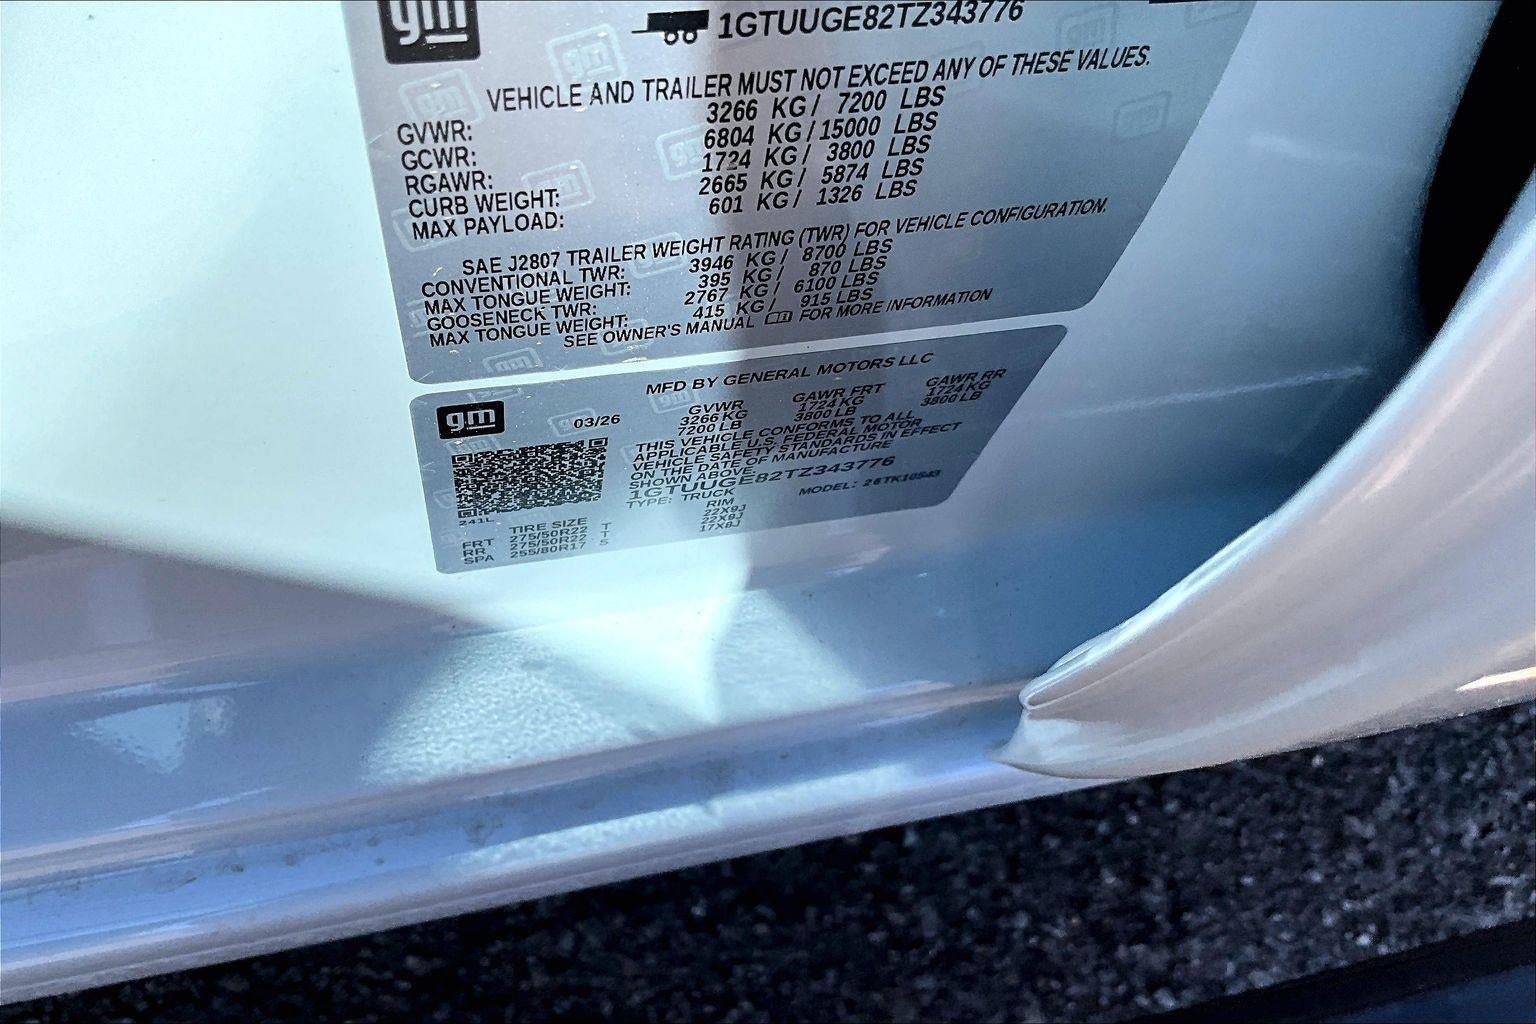 gm
1GTUUGE82TZ343776
VEHICLE AND TRAILER MUST NOT EXCEED ANY OF THESE VALUES.
GVWR: 3266 KG / 7200 LBS
GCWR: 6804 KG / 15000 LBS
RGAWR: 1724 KG / 3800 LBS
CURB WEIGHT: 2665 KG / 5874 LBS
MAX PAYLOAD: 601 KG / 1326 LBS
SAE J2807 TRAILER WEIGHT RATING (TWR) FOR VEHICLE CONFIGURATION.
CONVENTIONAL TWR: 3946 KG / 8700 LBS
MAX TONGUE WEIGHT: 395 KG / 870 LBS
GOOSENECK TWR: 2767 KG / 6100 LBS
MAX TONGUE WEIGHT: 415 KG / 915 LBS
SEE OWNER'S MANUAL FOR MORE INFORMATION
MFD BY GENERAL MOTORS LLC
gm
03/26
GVWR GAWR FRT GAWR RR
3266 KG 1724 KG 1724 KG
7200 LB 3800 LB 3800 LB
THIS VEHICLE CONFORMS TO ALL
APPLICABLE U.S. FEDERAL MOTOR
VEHICLE SAFETY STANDARDS IN EFFECT
ON THE DATE OF MANUFACTURE
SHOWN ABOVE.
1GTUUGE82TZ343776
TYPE: TRUCK MODEL: 26TK10543
241L
TIRE SIZE RIM
FRT 275/50R22 T 22X9J
RR 275/50R22 T 22X9J
SPA 255/80R17 S 17X8J